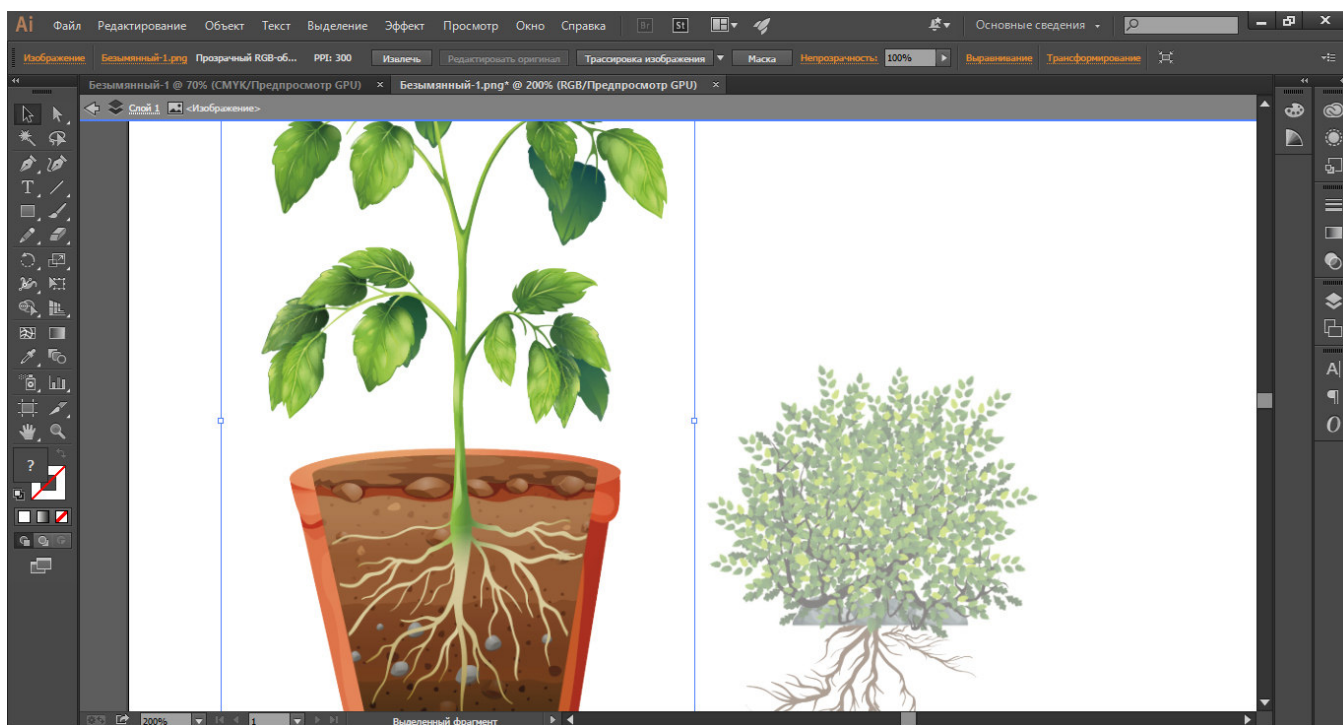 Ai Файл Редактирование Объект Текст Выделение Эффект Просмотр Окно Справка Br St Основные сведения
Изображение Безымянный-1.png Прозрачный RGB-об... PPI: 300 Извлечь Редактировать оригинал Трассировка изображения Маска Непрозрачность: 100% Выравнивание Трансформирование
Безымянный-1 @ 70% (CMYK/Предпросмотр GPU) × Безымянный-1.png* @ 200% (RGB/Предпросмотр GPU) ×
Слой 1 <Изображение>
?
200% 1 Выделенный фрагмент